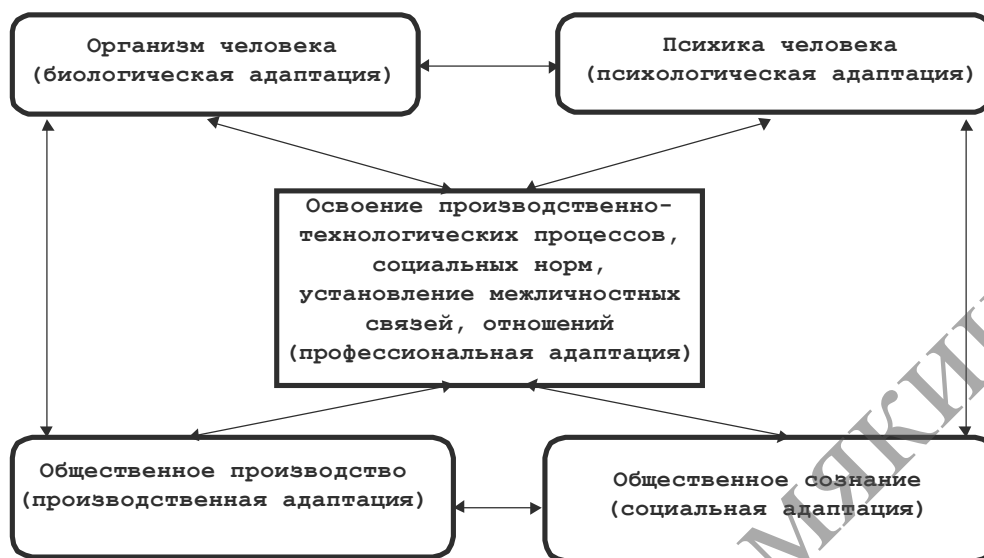 Организм человека
(биологическая адаптация)
Психика человека
(психологическая адаптация)
Освоение производственно-
технологических процессов,
социальных норм,
установление межличностных
связей, отношений
(профессиональная адаптация)
Общественное производство
(производственная адаптация)
Общественное сознание
(социальная адаптация)